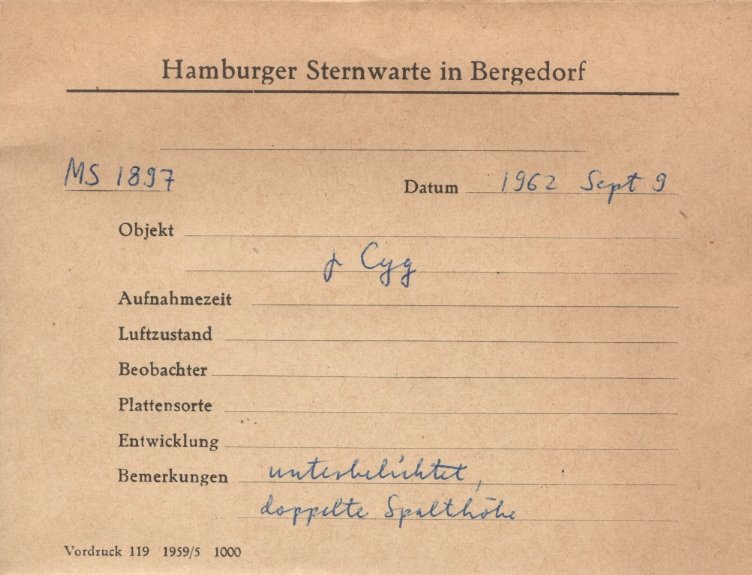 Hamburger Sternwarte in Bergedorf
MS 1897
Datum 1962 Sept 9
Objekt
Cyg
Aufnahmezeit
Luftzustand
Beobachter
Plattensorte
Entwicklung
Bemerkungen unterbelichtet,
doppelte Spalthöhe
Vordruck 119 1959/5 1000